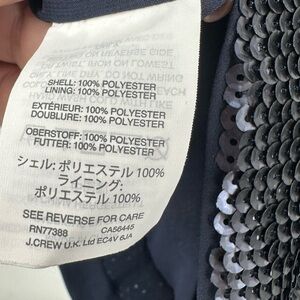 SHELL: 100% POLYESTER
LINING: 100% POLYESTER
EXTÉRIEUR: 100% POLYESTER
DOUBLURE: 100% POLYESTER
OBERSTOFF: 100% POLYESTER
FUTTER: 100% POLYESTER
シェル: ポリエステル 100%
ライニング:
ポリエステル 100%
SEE REVERSE FOR CARE
RN77388 CA56445
J.CREW U.K. Ltd EC4V 6JA